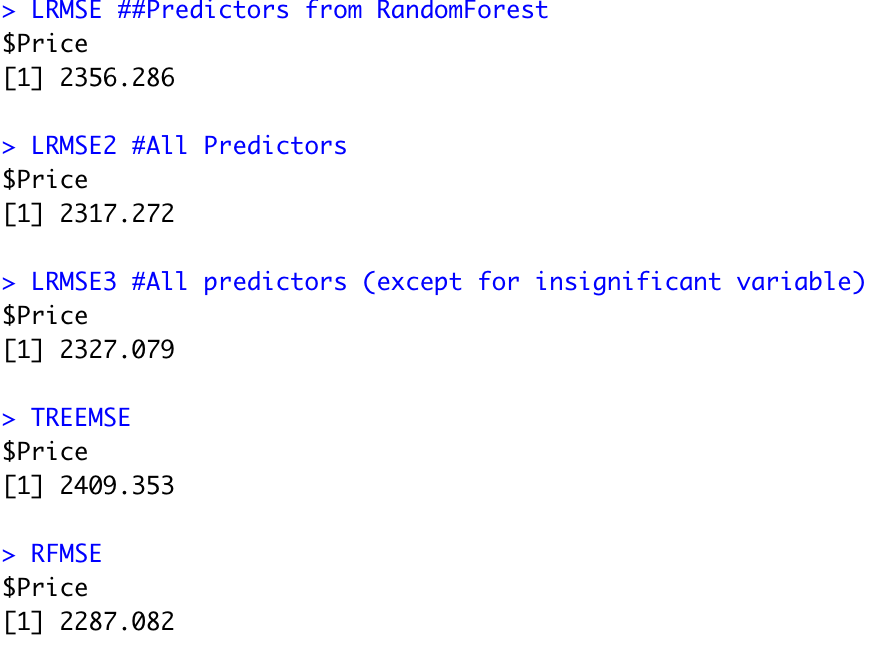 > LRMSE ##Predictors from RandomForest
$Price
[1] 2356.286
> LRMSE2 #All Predictors
$Price
[1] 2317.272
> LRMSE3 #All predictors (except for insignificant variable)
$Price
[1] 2327.079
> TREEMSE
$Price
[1] 2409.353
> RFMSE
$Price
[1] 2287.082